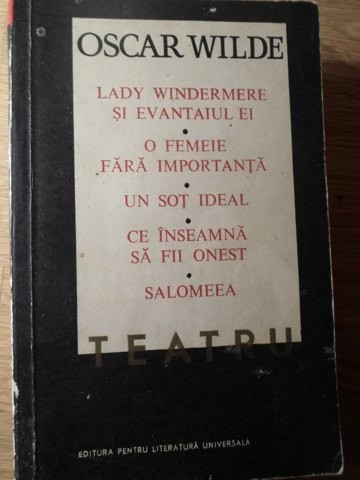 OSCAR WILDE
LADY WINDERMERE
ȘI EVANTAIUL EI
•
O FEMEIE
FĂRĂ IMPORTANȚĂ
•
UN SOȚ IDEAL
•
CE ÎNSEAMNĂ
SĂ FII ONEST
•
SALOMEEA
TEATRU
EDITURA PENTRU LITERATURĂ UNIVERSALĂ